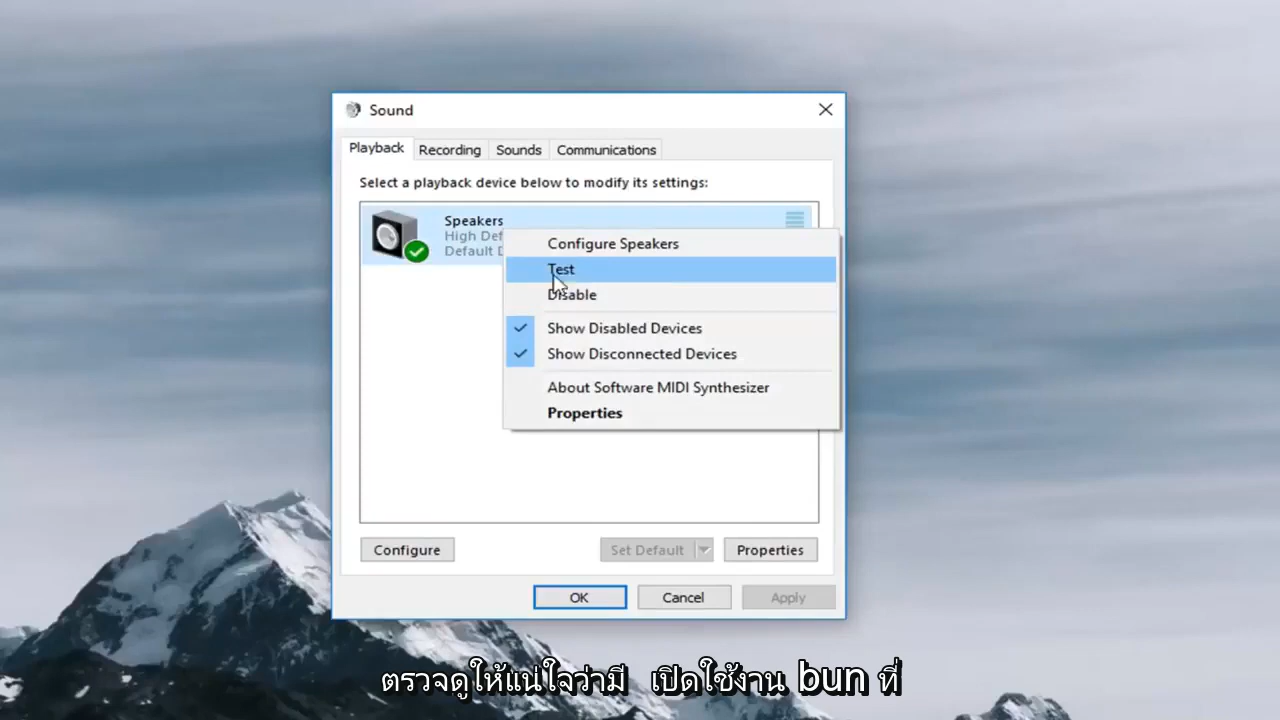 Sound
Playback
Recording
Sounds
Communications
Select a playback device below to modify its settings:
Speakers
High Def
Default D
Configure Speakers
Test
Disable
Show Disabled Devices
Show Disconnected Devices
About Software MIDI Synthesizer
Properties
Configure
Set Default
Properties
OK
Cancel
Apply
ตรวจดูให้แน่ใจว่ามี เปิดใช้งาน bun ที่